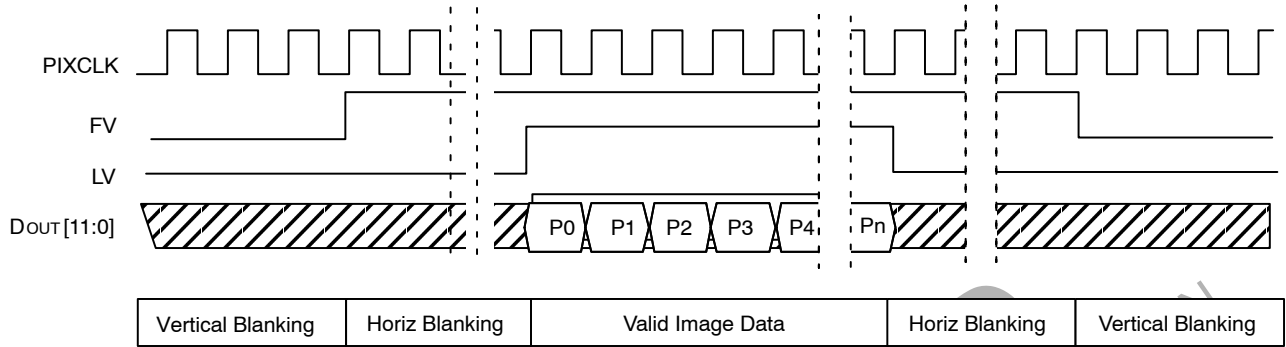 PIXCLK
FV
LV
DOUT[11:0]
P0 P1 P2 P3 P4 Pn
Vertical Blanking Horiz Blanking Valid Image Data Horiz Blanking Vertical Blanking